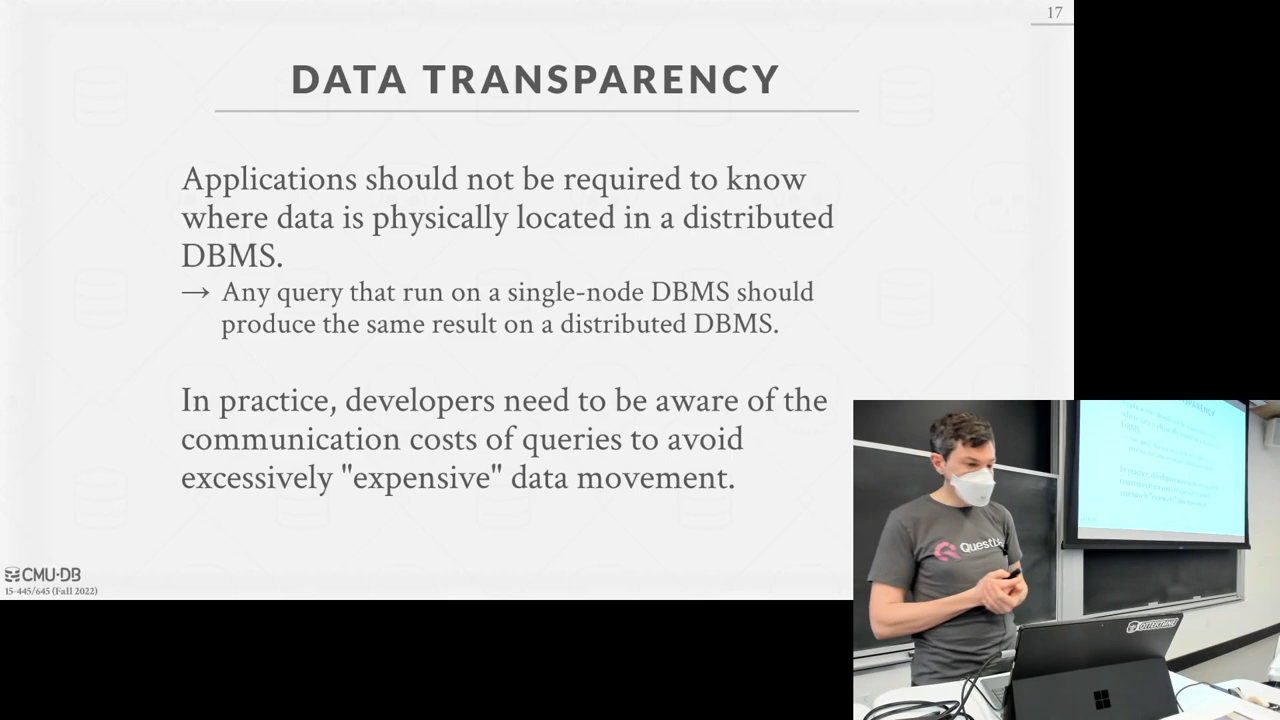 17
DATA TRANSPARENCY
Applications should not be required to know
where data is physically located in a distributed
DBMS.
→ Any query that run on a single-node DBMS should
produce the same result on a distributed DBMS.
In practice, developers need to be aware of the
communication costs of queries to avoid
excessively "expensive" data movement.
CMU·DB
15-445/645 (Fall 2022)